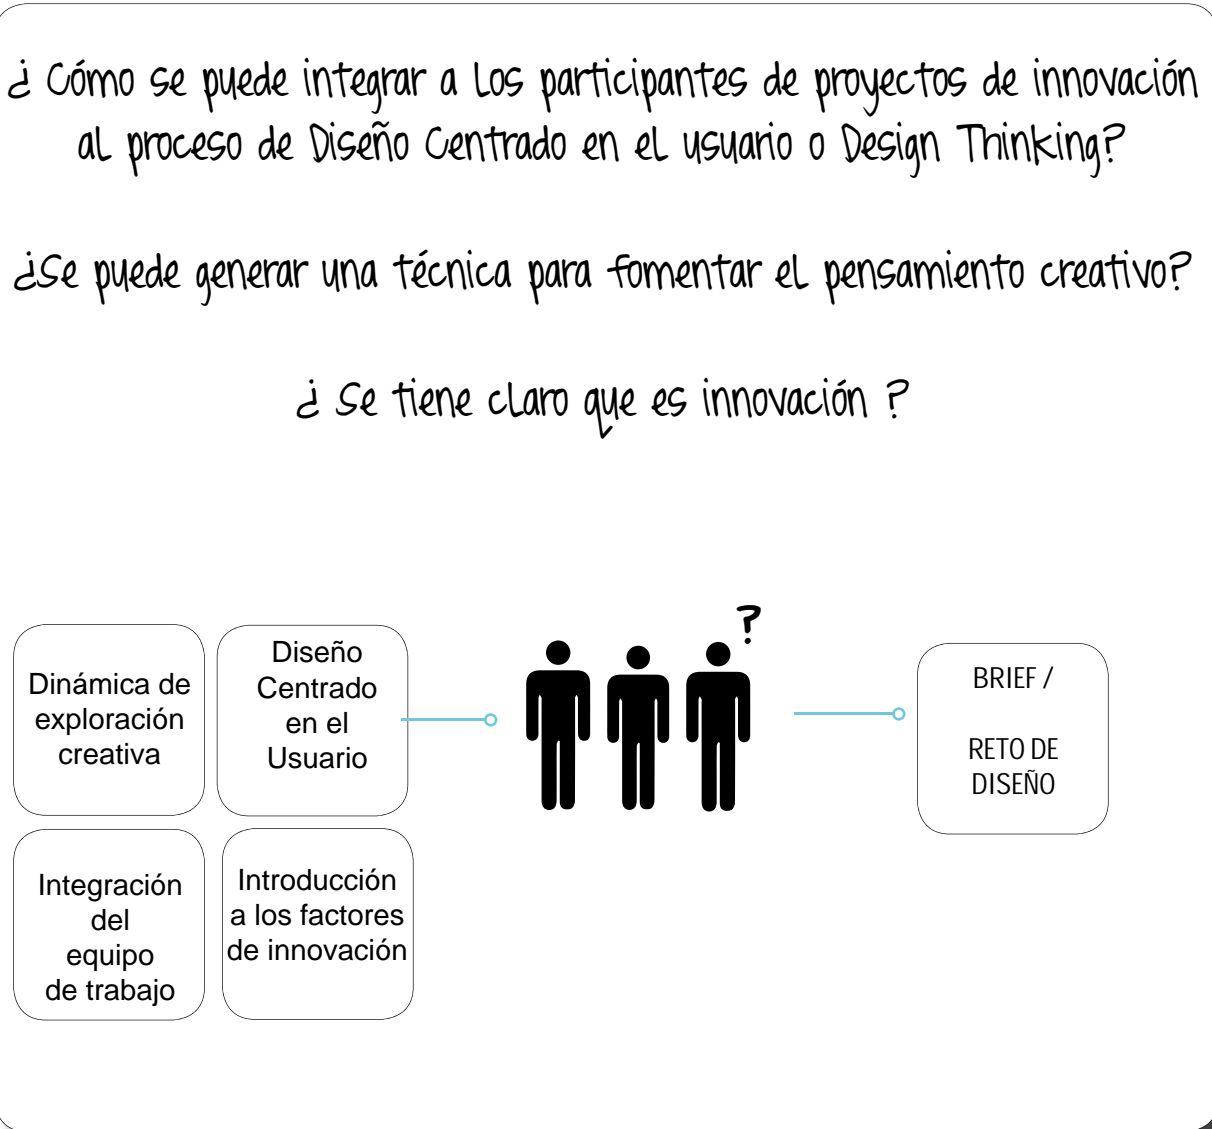 ¿ Cómo se puede integrar a Los participantes de proyectos de innovación
al proceso de Diseño Centrado en el usuario o Design Thinking?
¿Se puede generar una técnica para fomentar el pensamiento creativo?
¿ Se tiene claro que es innovación ?
?
Dinámica de
exploración
creativa
Diseño
Centrado
en el
Usuario
BRIEF /
RETO DE
DISEÑO
Integración
del
equipo
de trabajo
Introducción
a los factores
de innovación